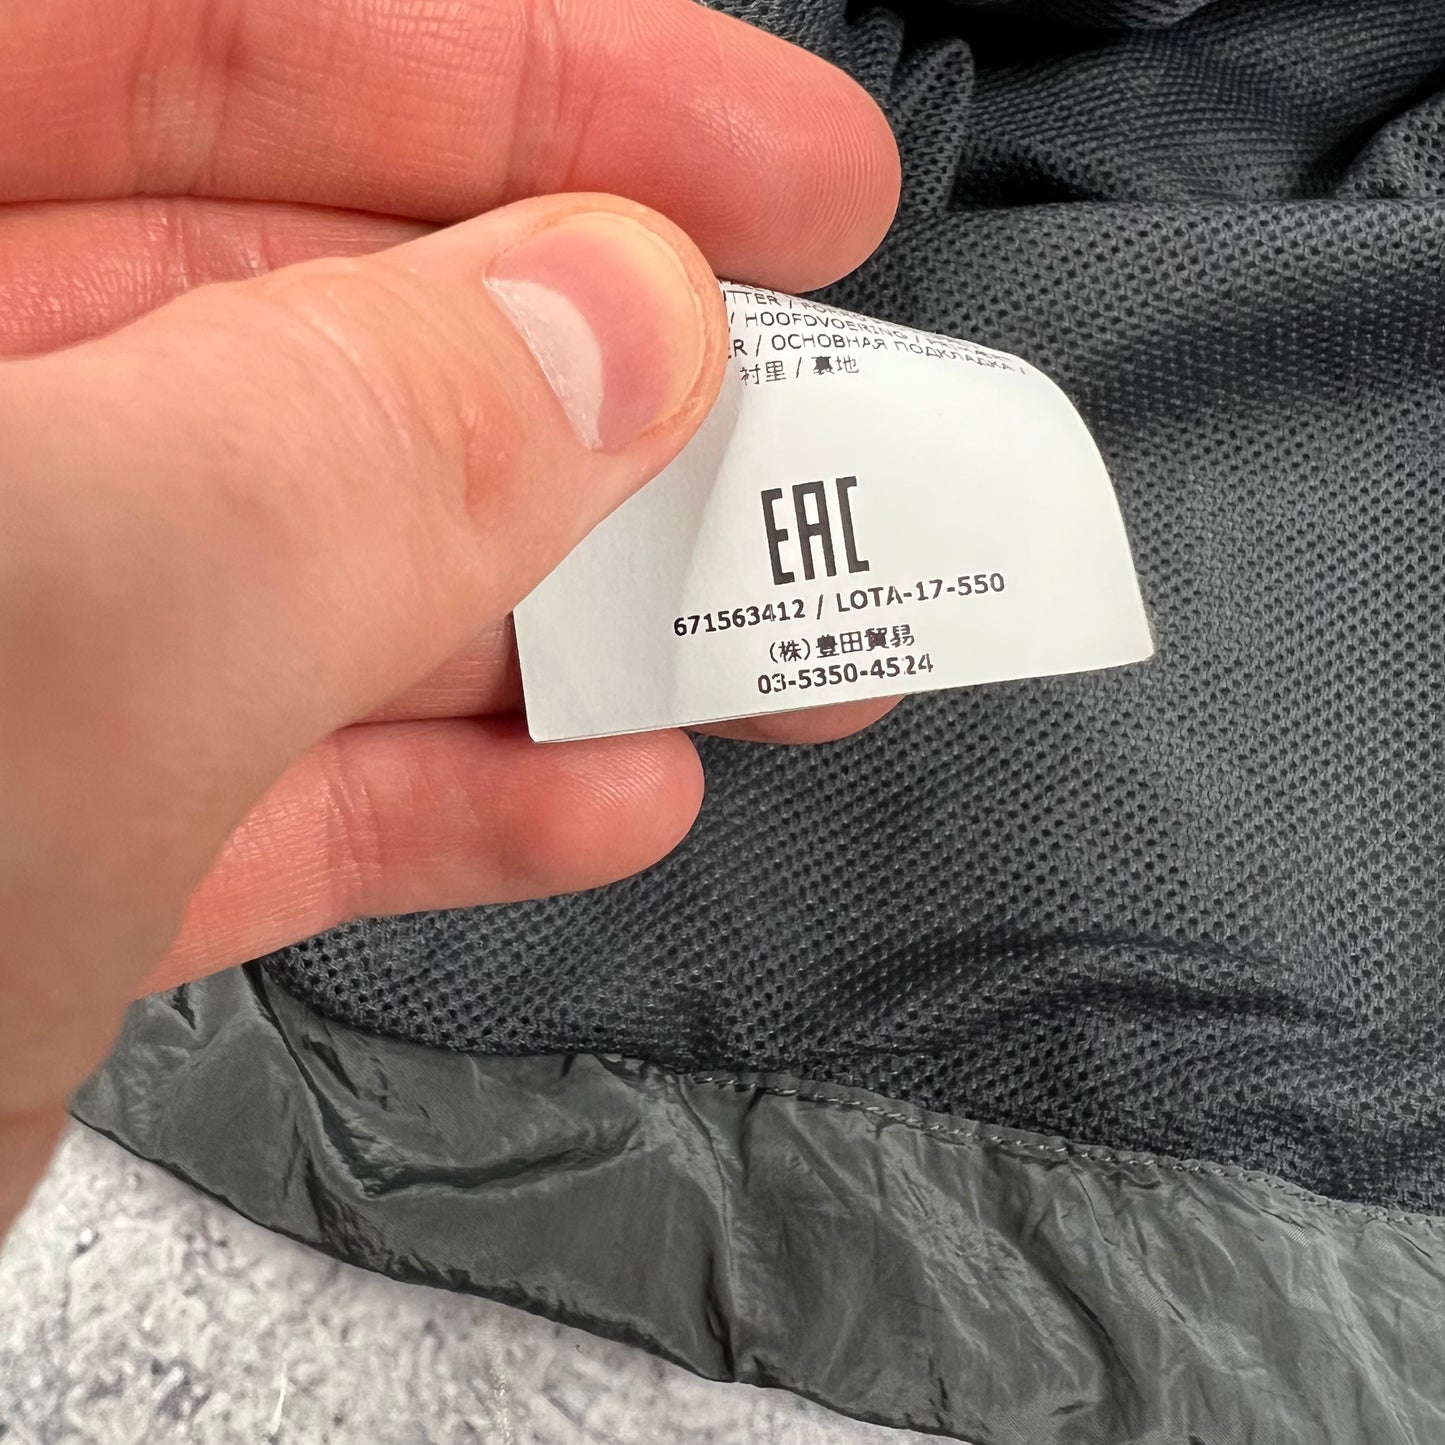 HOOFDVOERING /
ОСНОВНАЯ ПОДКЛАДКА /
衬里 / 裏地
EAC
671563412 / LOTA-17-550
(株)豊田貿易
03-5350-4524